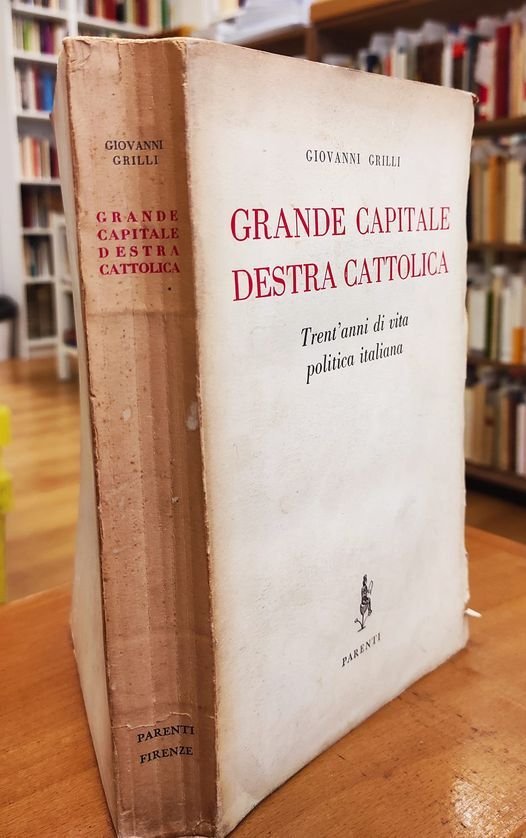 GIOVANNI
GRILLI
GRANDE
CAPITALE
DESTRA
CATTOLICA
PARENTI
FIRENZE
GIOVANNI GRILLI
GRANDE CAPITALE
DESTRA CATTOLICA
Trent'anni di vita
politica italiana
PARENTI